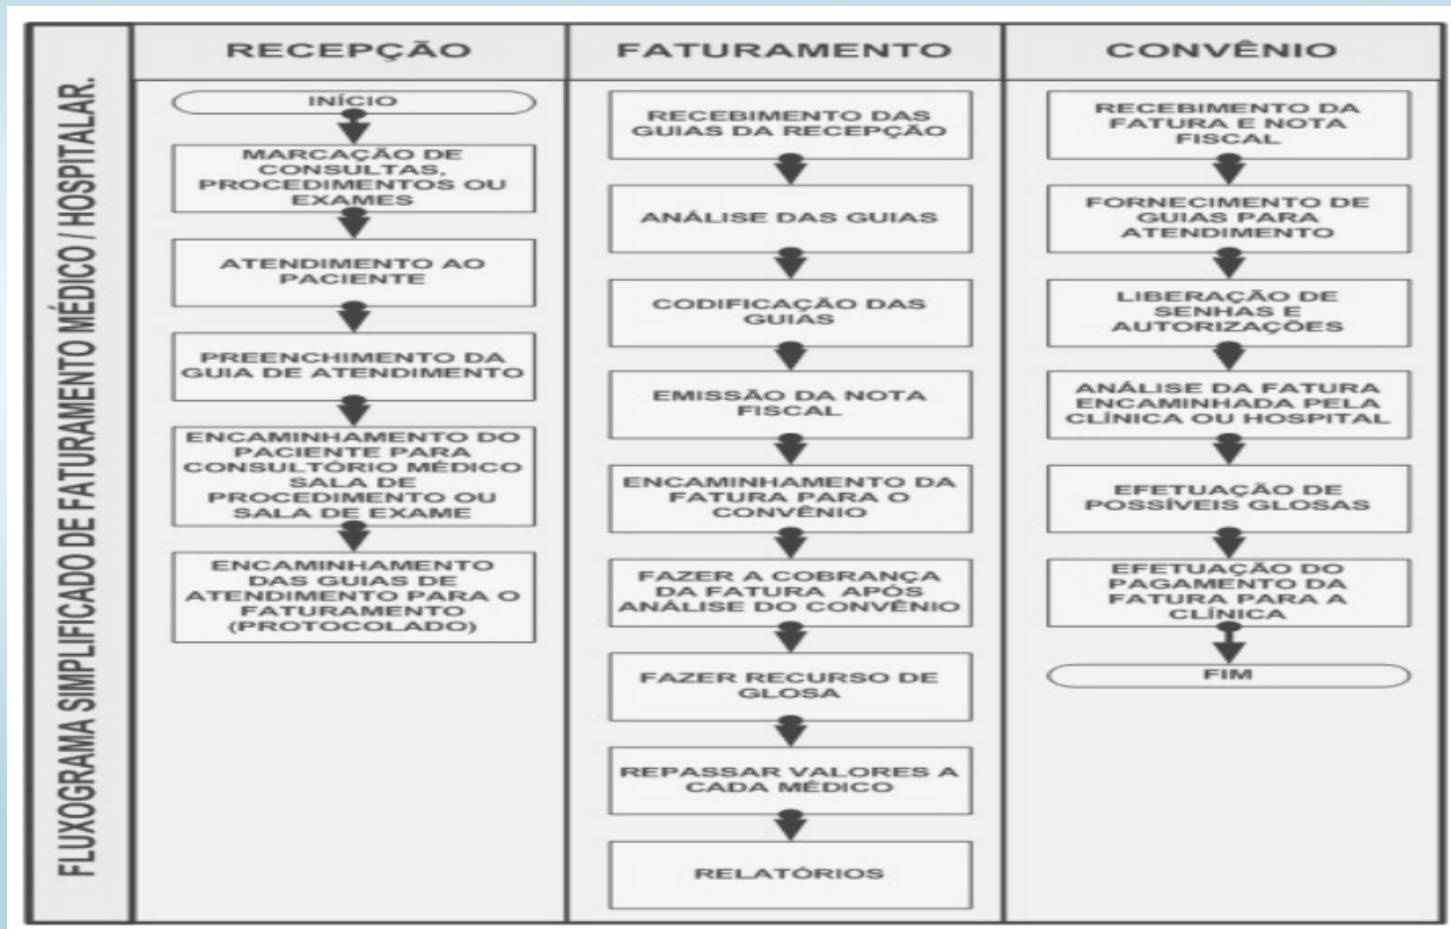 FLUXOGRAMA SIMPLIFICADO DE FATURAMENTO MÉDICO / HOSPITALAR.
RECEPÇÃO
INÍCIO
MARCAÇÃO DE
CONSULTAS,
PROCEDIMENTOS OU
EXAMES
ATENDIMENTO AO
PACIENTE
PREENCHIMENTO DA
GUIA DE ATENDIMENTO
ENCAMINHAMENTO DO
PACIENTE PARA
CONSULTÓRIO MÉDICO
SALA DE
PROCEDIMENTO OU
SALA DE EXAME
ENCAMINHAMENTO
DAS GUIAS DE
ATENDIMENTO PARA O
FATURAMENTO
(PROTOCOLADO)
FATURAMENTO
RECEBIMENTO DAS
GUIAS DA RECEPÇÃO
ANÁLISE DAS GUIAS
CODIFICAÇÃO DAS
GUIAS
EMISSÃO DA NOTA
FISCAL
ENCAMINHAMENTO DA
FATURA PARA O
CONVÊNIO
FAZER A COBRANÇA
DA FATURA APÓS
ANÁLISE DO CONVÊNIO
FAZER RECURSO DE
GLOSA
REPASSAR VALORES A
CADA MÉDICO
RELATÓRIOS
CONVÊNIO
RECEBIMENTO DA
FATURA E NOTA
FISCAL
FORNECIMENTO DE
GUIAS PARA
ATENDIMENTO
LIBERAÇÃO DE
SENHAS E
AUTORIZAÇÕES
ANÁLISE DA FATURA
ENCAMINHADA PELA
CLÍNICA OU HOSPITAL
EFETUAÇÃO DE
POSSÍVEIS GLOSAS
EFETUAÇÃO DO
PAGAMENTO DA
FATURA PARA A
CLÍNICA
FIM